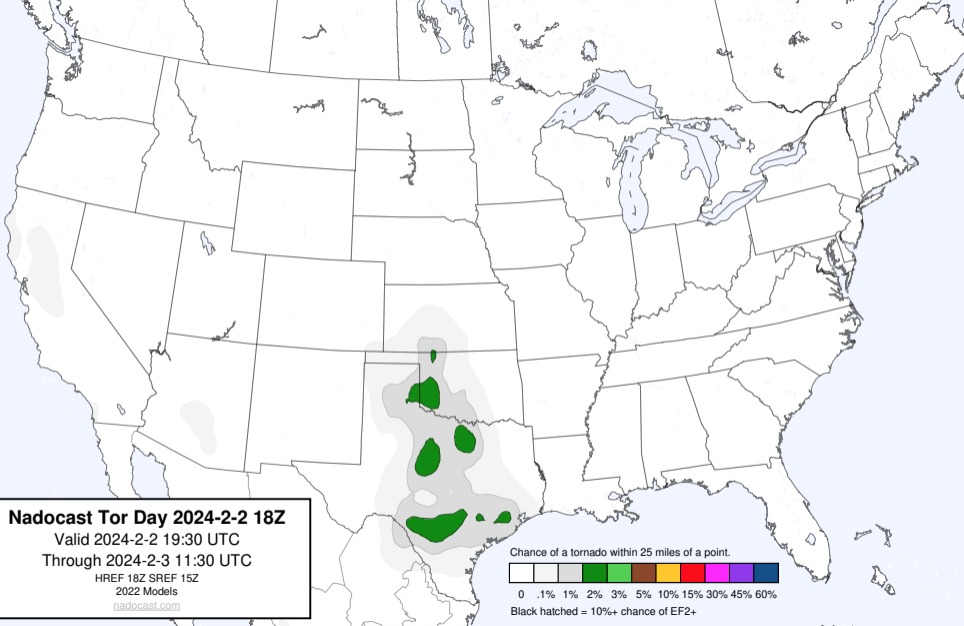 Nadocast Tor Day 2024-2-2 18Z
Valid 2024-2-2 19:30 UTC
Through 2024-2-3 11:30 UTC
HREF 18Z SREF 15Z
2022 Models
nadocast.com
Chance of a tornado within 25 miles of a point.
0 .1% 1% 2% 3% 5% 10% 15% 30% 45% 60%
Black hatched = 10%+ chance of EF2+